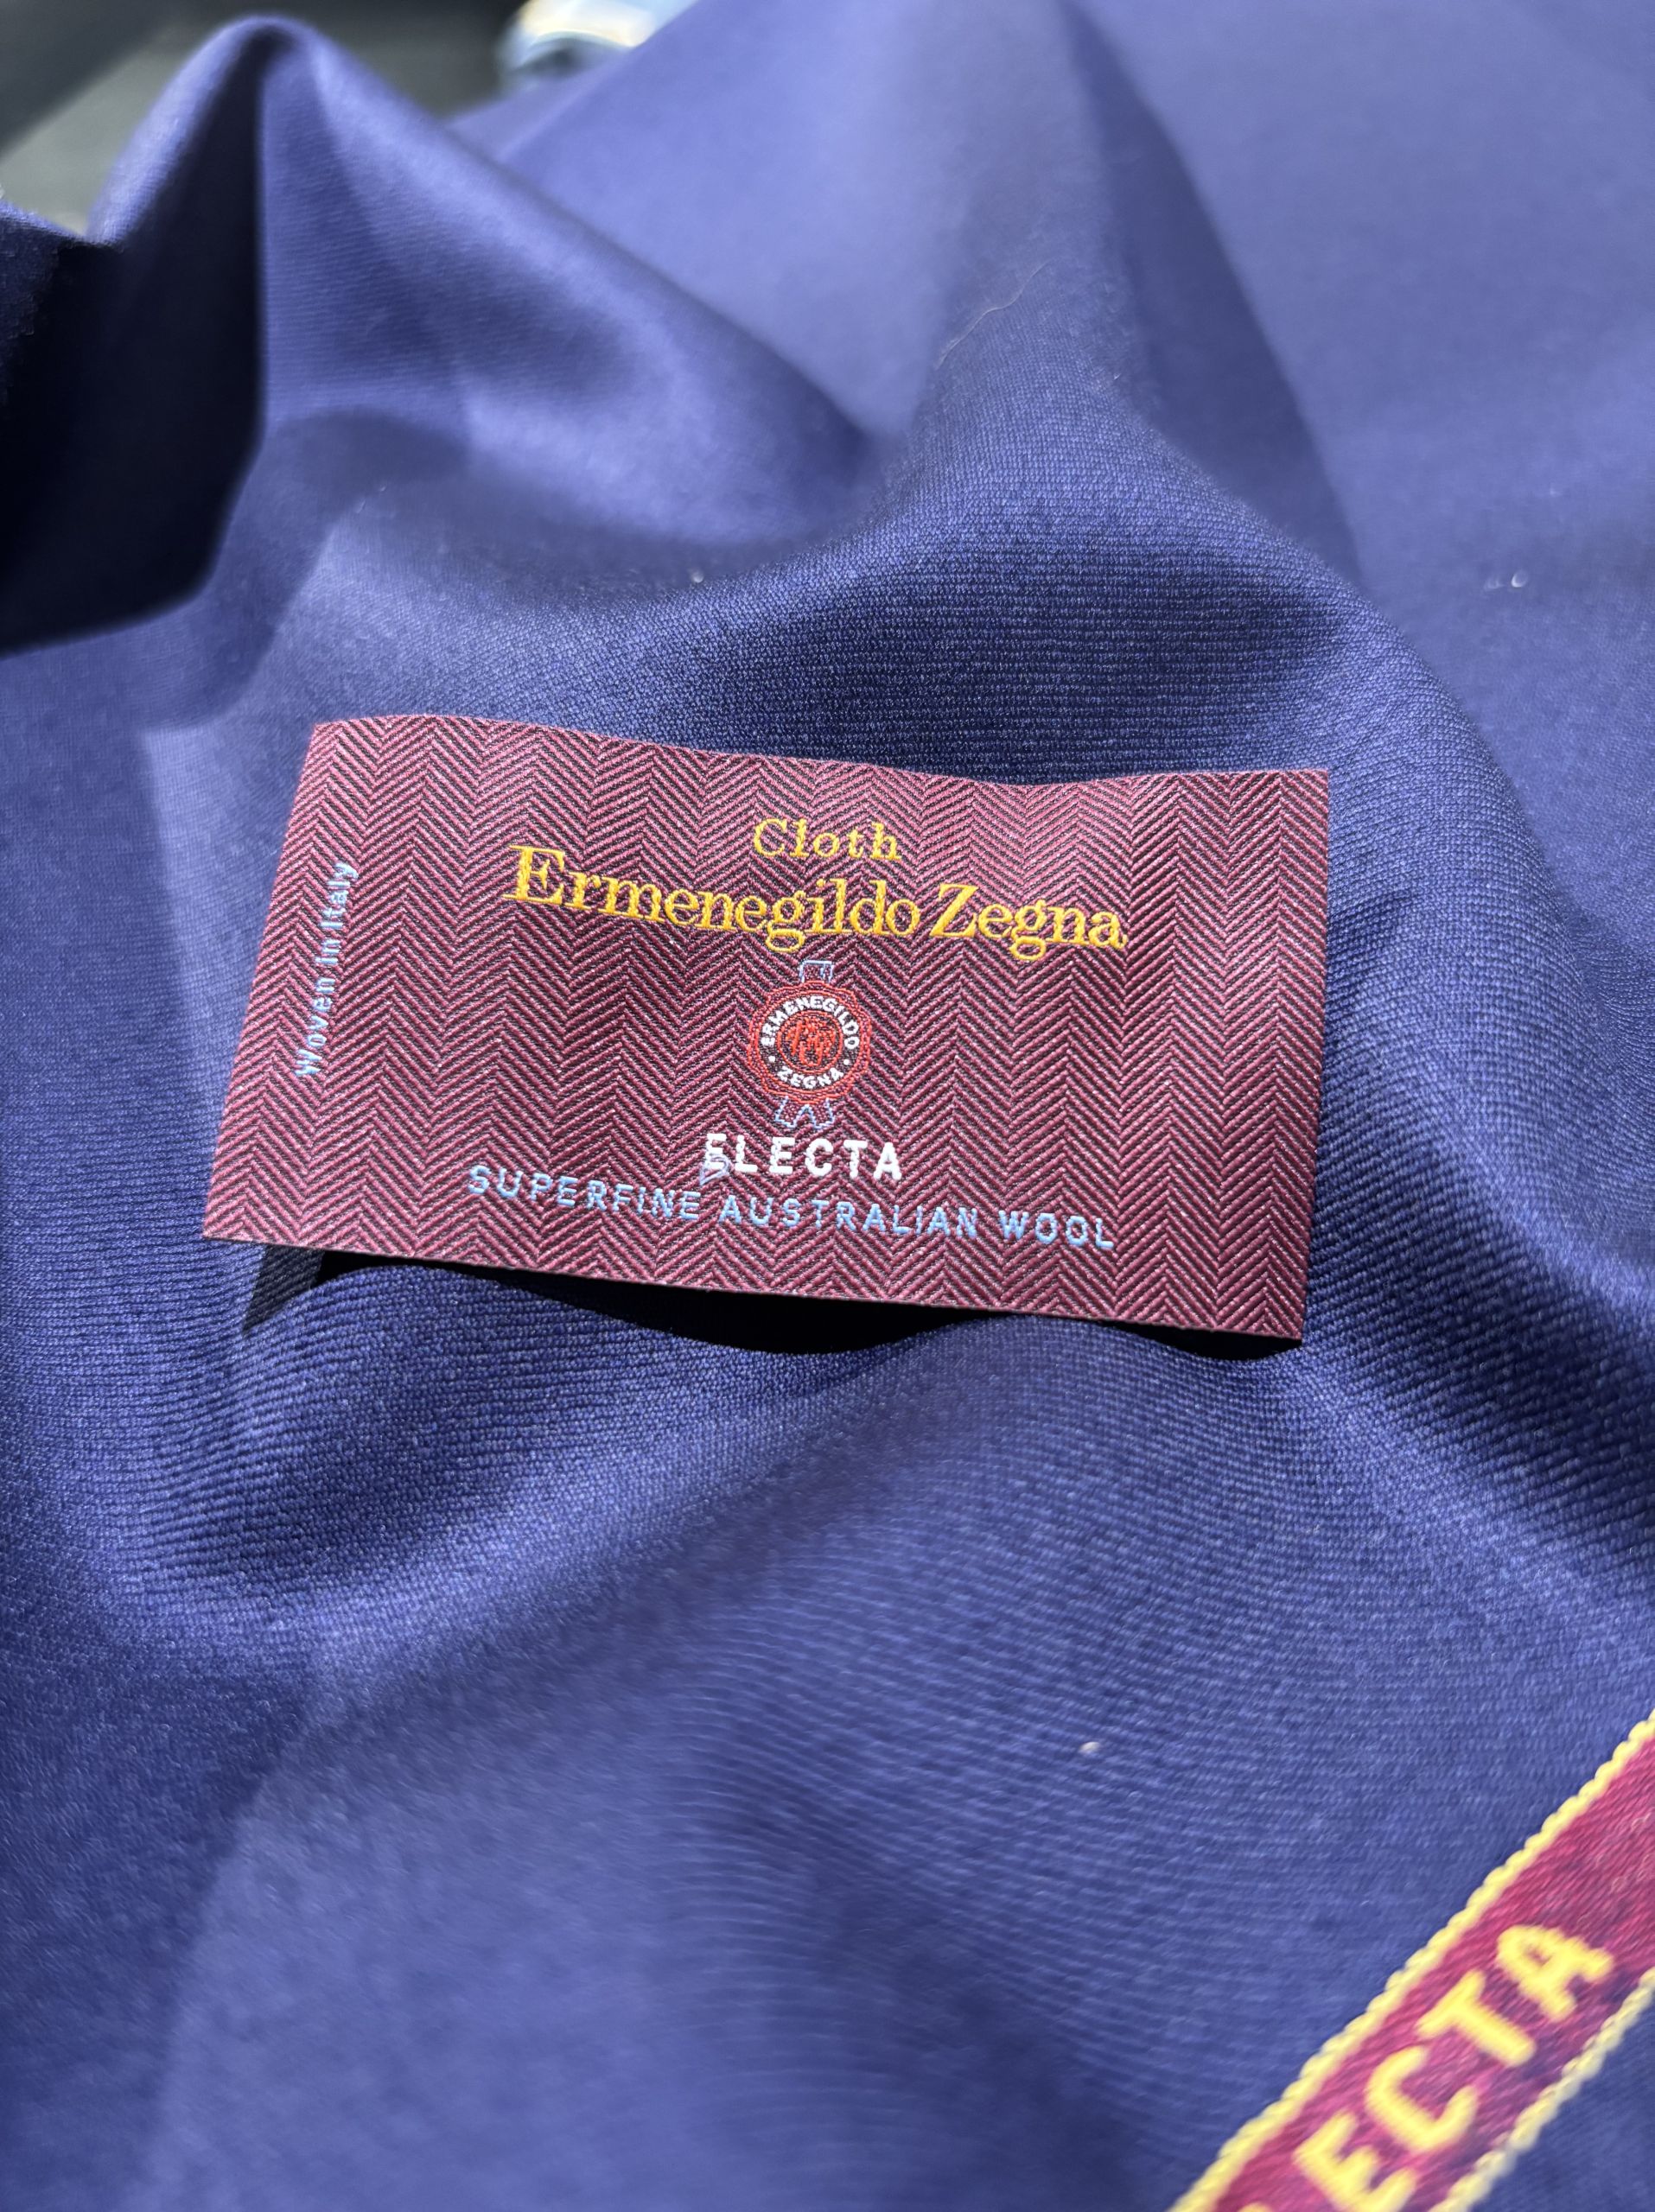 Cloth
Ermenegildo Zegna
Woven in Italy
ERMENEGILDO
· ZEGNA ·
ELECTA
SUPERFINE AUSTRALIAN WOOL
ECTA